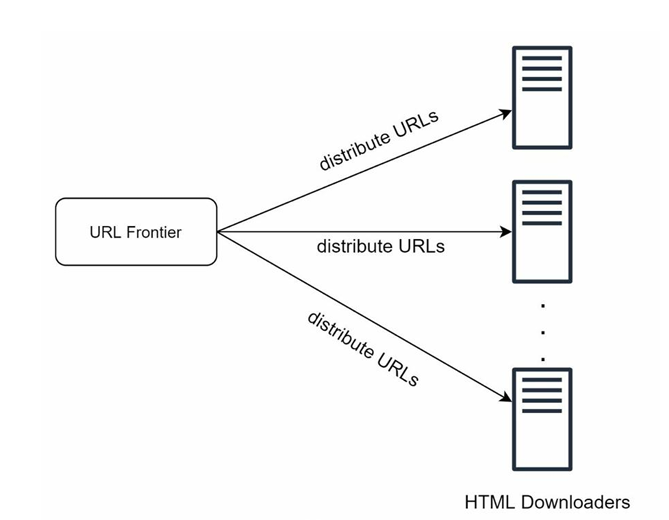 distribute URLs
URL Frontier
distribute URLs
distribute URLs
HTML Downloaders